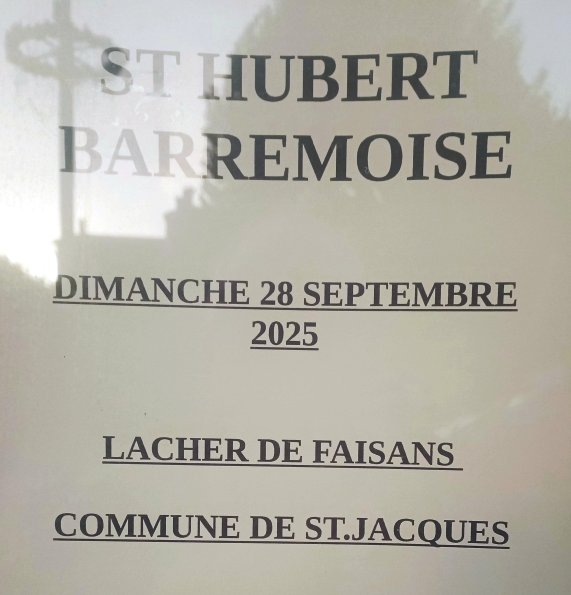 ST HUBERT
BARREMOISE
DIMANCHE 28 SEPTEMBRE
2025
LACHER DE FAISANS
COMMUNE DE ST.JACQUES